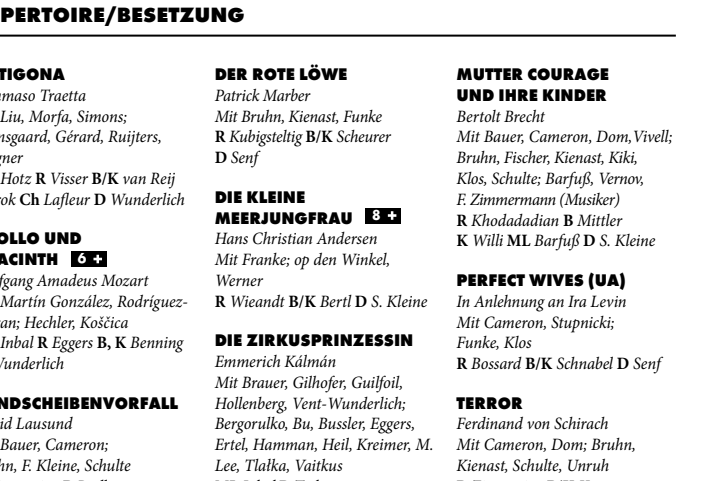 PERTOIRE/BESETZUNG
TIGONA
maso Traetta
Liu, Morfa, Simons;
nsgaard, Gérard, Ruijters,
ner
Hotz R Visser B/K van Reij
ok Ch Lafleur D Wunderlich
OLLO UND
ACINTH 6 +
fgang Amadeus Mozart
Martín González, Rodríguez-
an; Hechler, Koščica
Inbal R Eggers B, K Benning
Wunderlich
NDSCHEIBENVORFALL
id Lausund
Bauer, Cameron;
hn, F. Kleine, Schulte
DER ROTE LÖWE
Patrick Marber
Mit Bruhn, Kienast, Funke
R Kubigsteltig B/K Scheurer
D Senf
DIE KLEINE
MEERJUNGFRAU 8 +
Hans Christian Andersen
Mit Franke; op den Winkel,
Werner
R Wieandt B/K Bertl D S. Kleine
DIE ZIRKUSPRINZESSIN
Emmerich Kálmán
Mit Brauer, Gilhofer, Guilfoil,
Hollenberg, Vent-Wunderlich;
Bergorulko, Bu, Bussler, Eggers,
Ertel, Hamman, Heil, Kreimer, M.
Lee, Tlałka, Vaitkus
MUTTER COURAGE
UND IHRE KINDER
Bertolt Brecht
Mit Bauer, Cameron, Dom,Vivell;
Bruhn, Fischer, Kienast, Kiki,
Klos, Schulte; Barfuß, Vernov,
F. Zimmermann (Musiker)
R Khodadadian B Mittler
K Willi ML Barfuß D S. Kleine
PERFECT WIVES (UA)
In Anlehnung an Ira Levin
Mit Cameron, Stupnicki;
Funke, Klos
R Bossard B/K Schnabel D Senf
TERROR
Ferdinand von Schirach
Mit Cameron, Dom; Bruhn,
Kienast, Schulte, Unruh